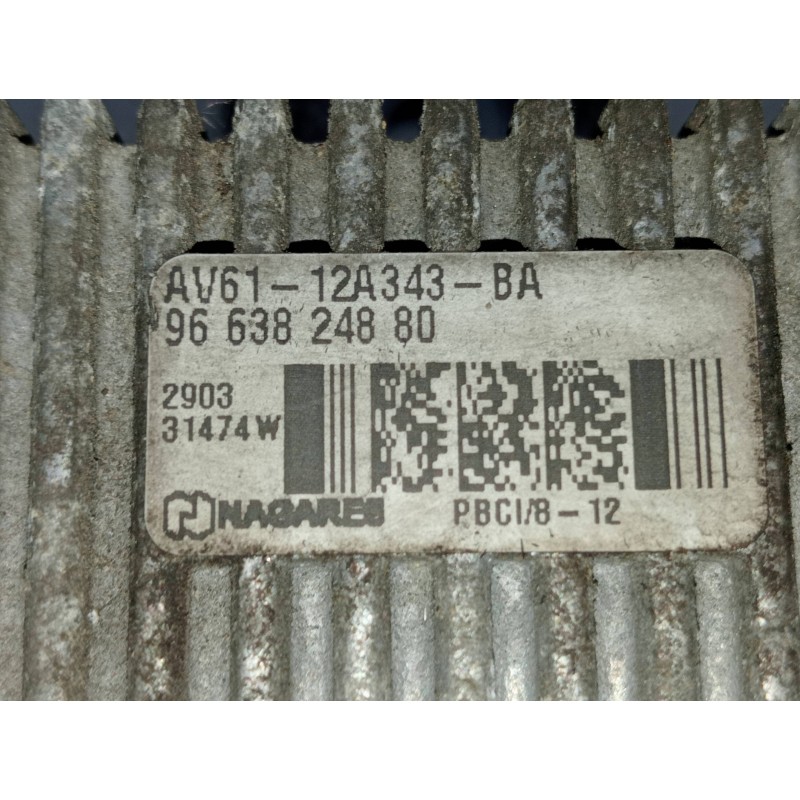 AV61-12A343-BA
96 638 248 80
2903
31474W
NAGARES
PBCI/8-12